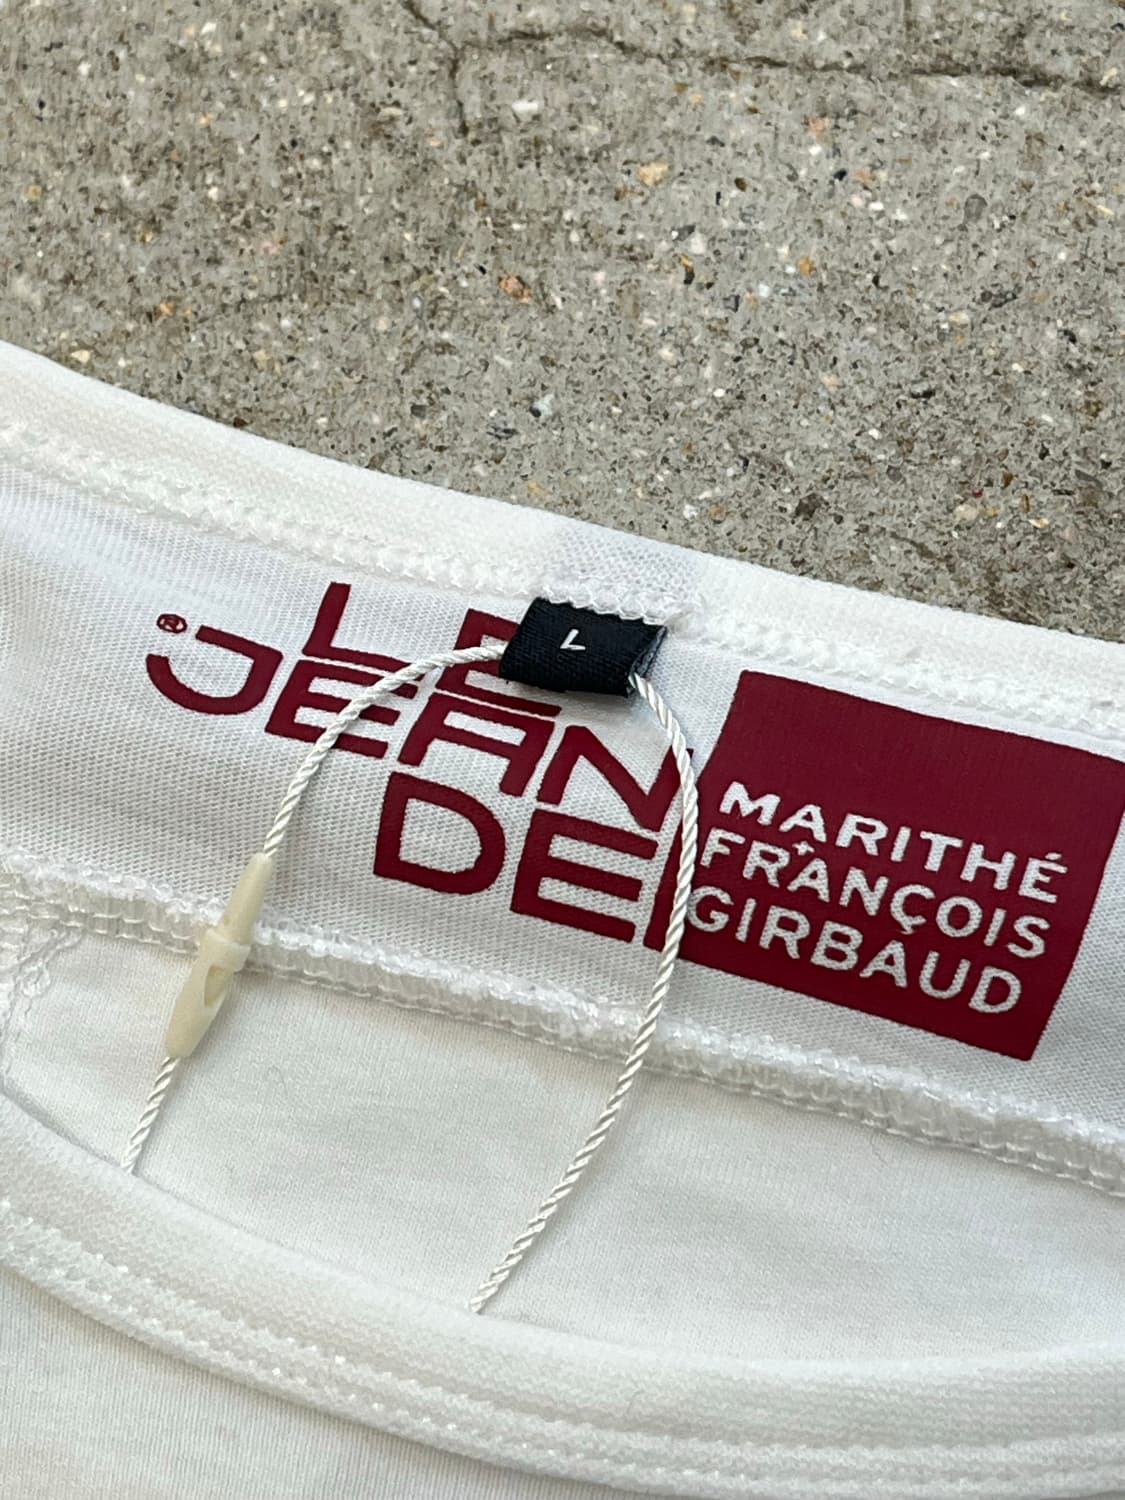 L
LE
®JEAN
DE
MARITHÉ
+
FRANÇOIS
GIRBAUD